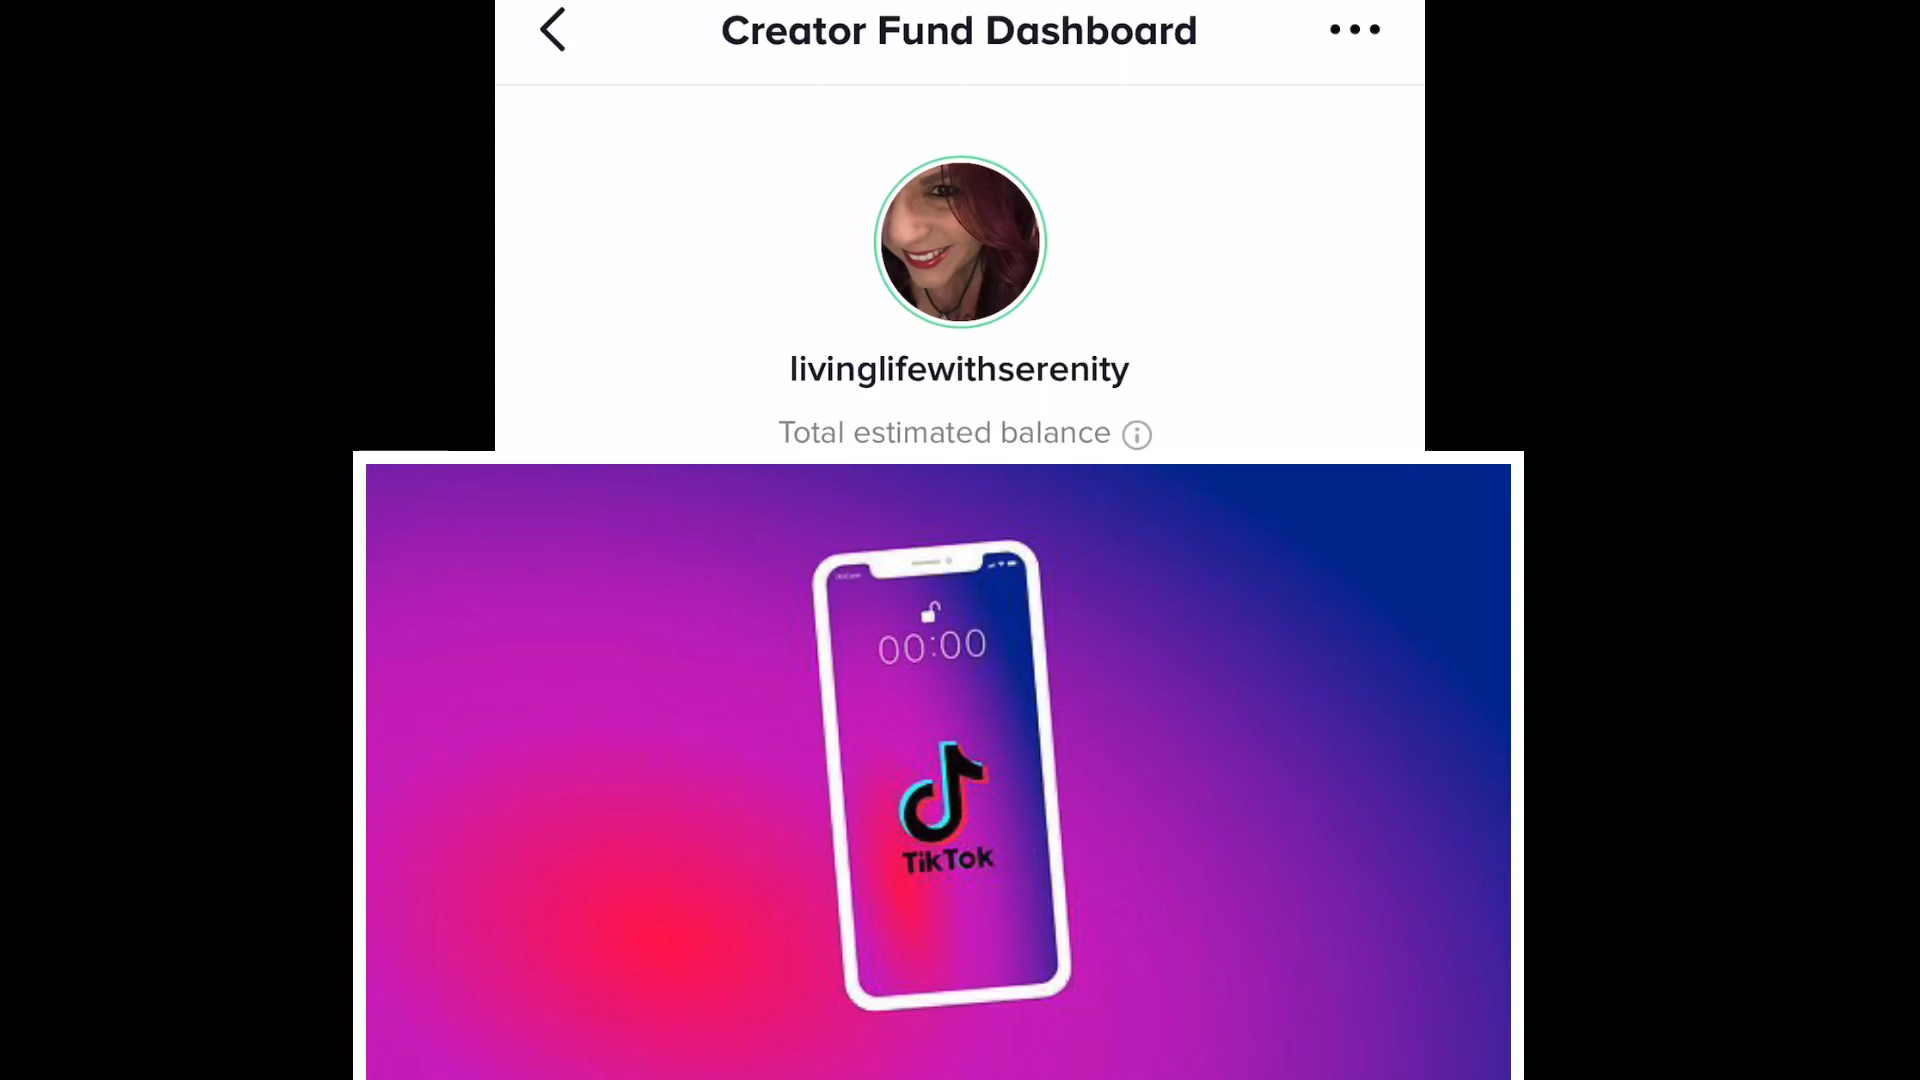 Creator Fund Dashboard
livinglifewithserenity
Total estimated balance
00:00
TikTok